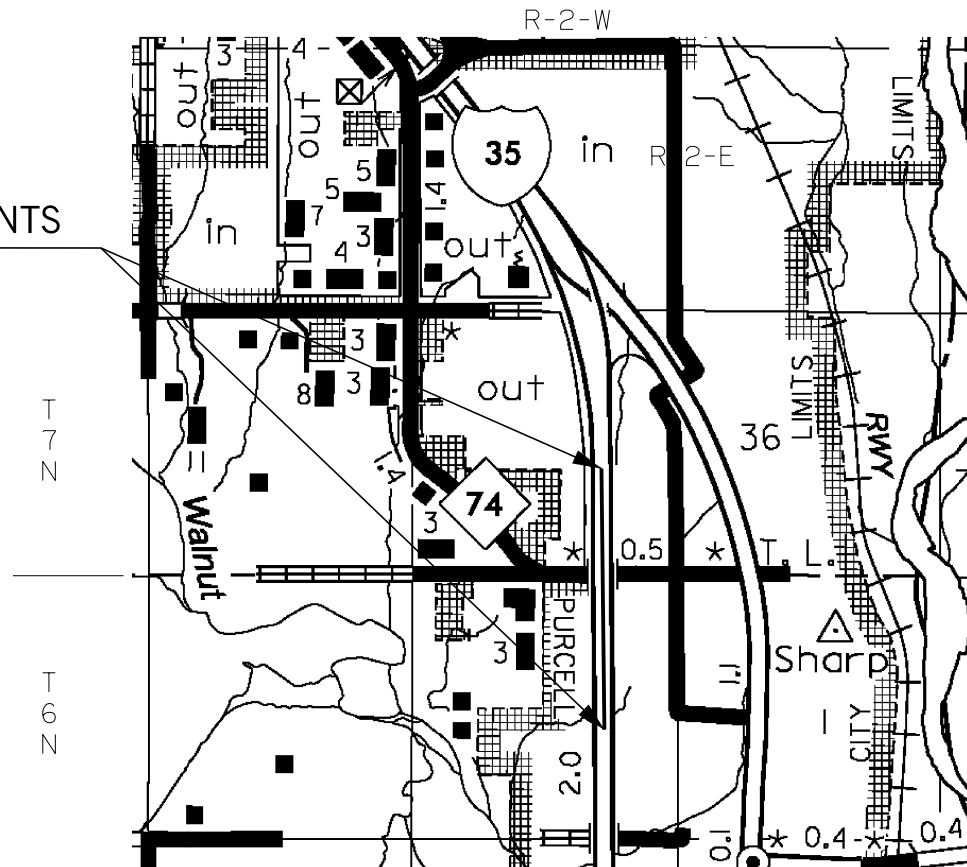 R-2-W
3
4
out
out
LIMITS
35
in
R-2-E
5
5
1.4
7
3
NTS
in
4
out
3
*
3
8
3
out
LIMITS
36
RWY
T
7
N
1.4
=
74
Walnut
3
*
0.5
*
T. L.
PURCELL
3
Sharp
1.1
T
6
N
1
CITY
2.0
0.1
*
0.4
*
0.4